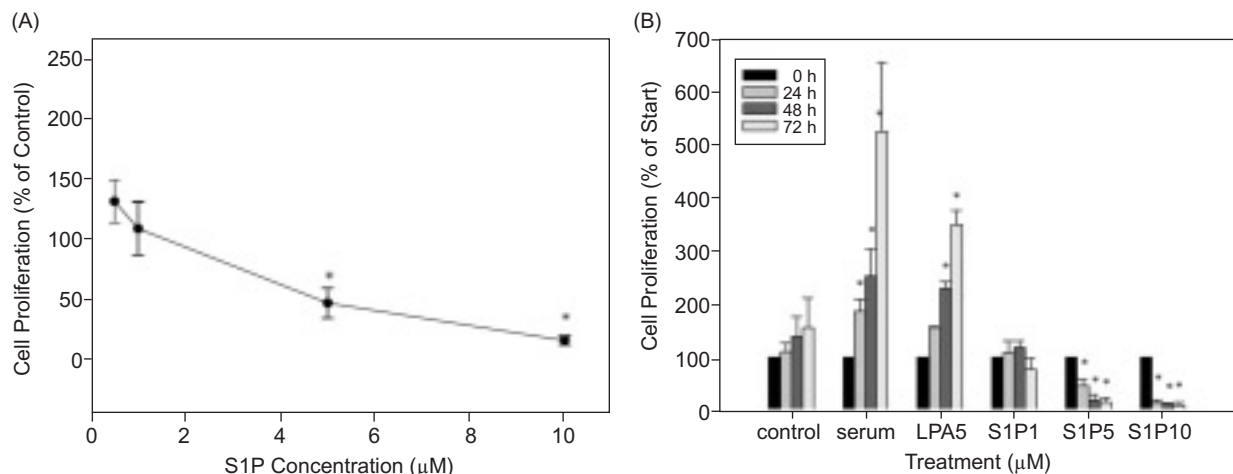 (A)
Cell Proliferation (% of Control)
250
200
150
100
50
0
0 2 4 6 8 10
*
*
S1P Concentration (μM)
(B)
Cell Proliferation (% of Start)
700
600
500
400
300
200
100
0
0 h
24 h
48 h
72 h
* * *
* *
* * *
* * *
control serum LPA5 S1P1 S1P5 S1P10
Treatment (μM)